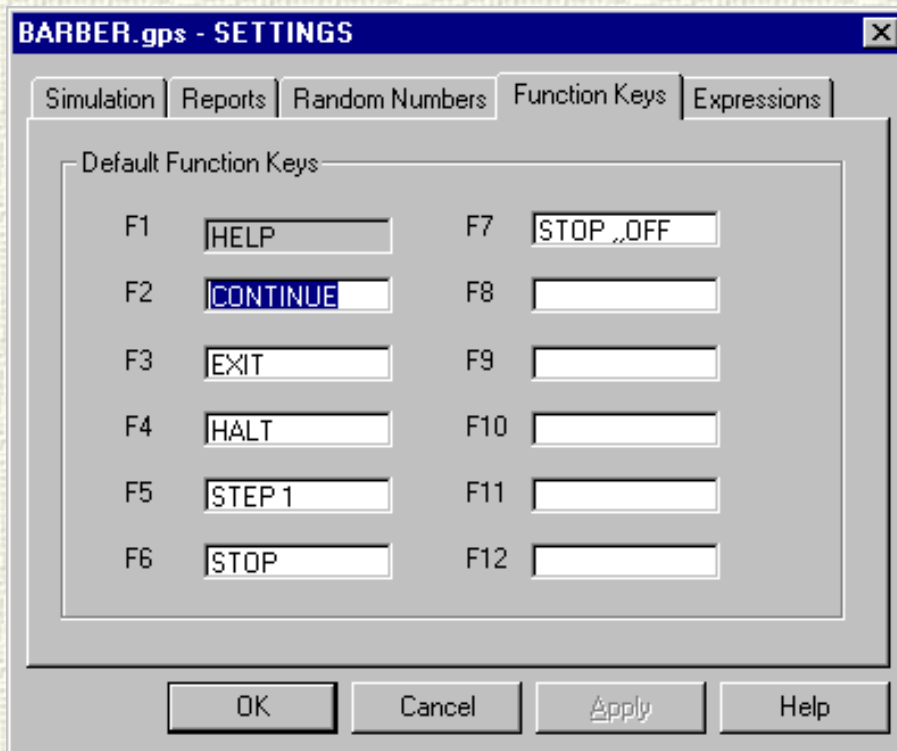 BARBER.gps - SETTINGS
Simulation Reports Random Numbers Function Keys Expressions
Default Function Keys
F1 HELP F7 STOP ,,OFF
F2 CONTINUE F8
F3 EXIT F9
F4 HALT F10
F5 STEP 1 F11
F6 STOP F12
OK Cancel Apply Help